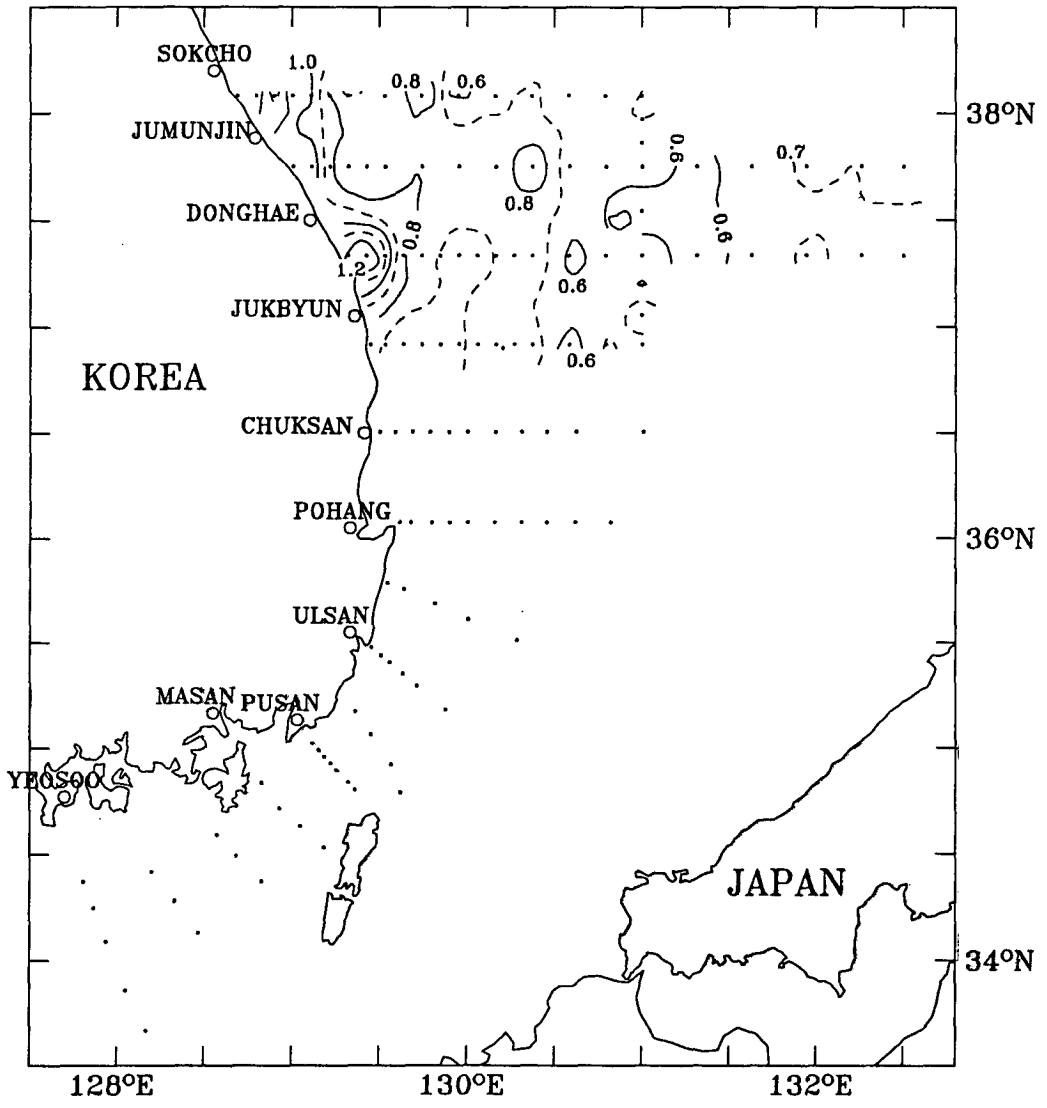 SOKCHO
1.0
0.8
0.6
38°N
JUMUNJIN
0.6
0.7
DONGHAE
0.8
0.8
0.6
1.2
0.6
JUKBYUN
0.6
KOREA
CHUKSAN
POHANG
36°N
ULSAN
MASAN
PUSAN
YEOSOO
JAPAN
34°N
128°E
130°E
132°E